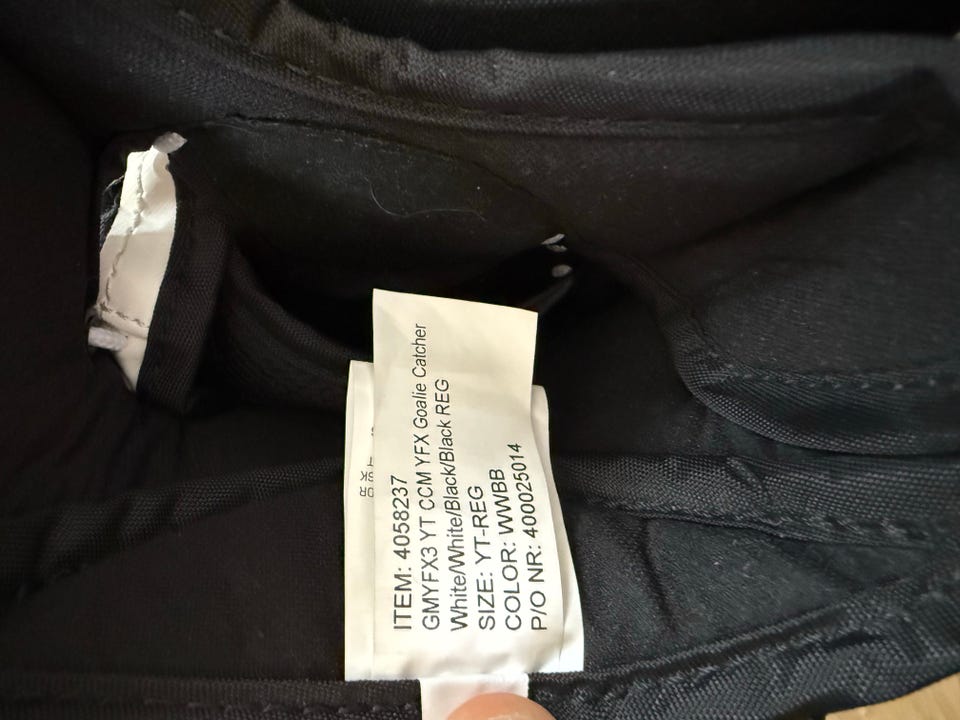 ITEM: 4058237
GMYFX3 YT CCM YFX Goalie Catcher
White/White/Black/Black REG
SIZE: YT-REG
COLOR: WWBB
P/O NR: 400025014